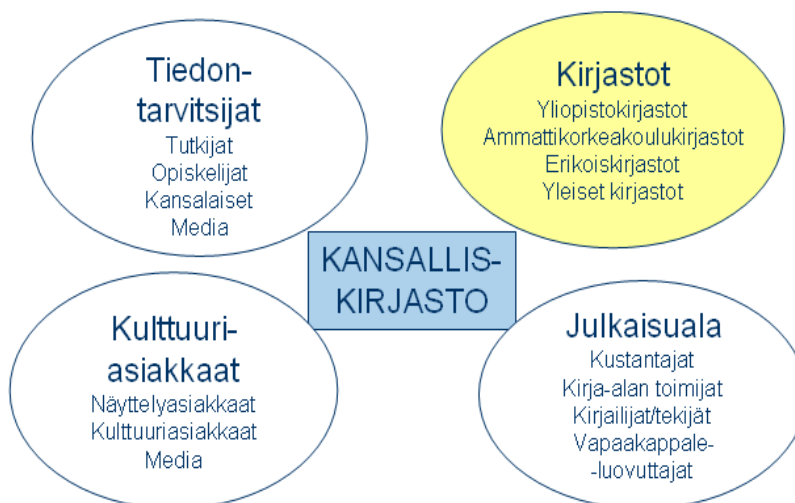 Tiedon-
tarvitsijat
Tutkijat
Opiskelijat
Kansalaiset
Media
Kirjastot
Yliopistokirjastot
Ammattikorkeakoulukirjastot
Erikoiskirjastot
Yleiset kirjastot
KANSALLIS-
KIRJASTO
Kulttuuri-
asiakkaat
Näyttelyasiakkaat
Kulttuuriasiakkaat
Media
Julkaisuala
Kustantajat
Kirja-alan toimijat
Kirjailijat/tekijät
Vapaakappale-
-luovuttajat